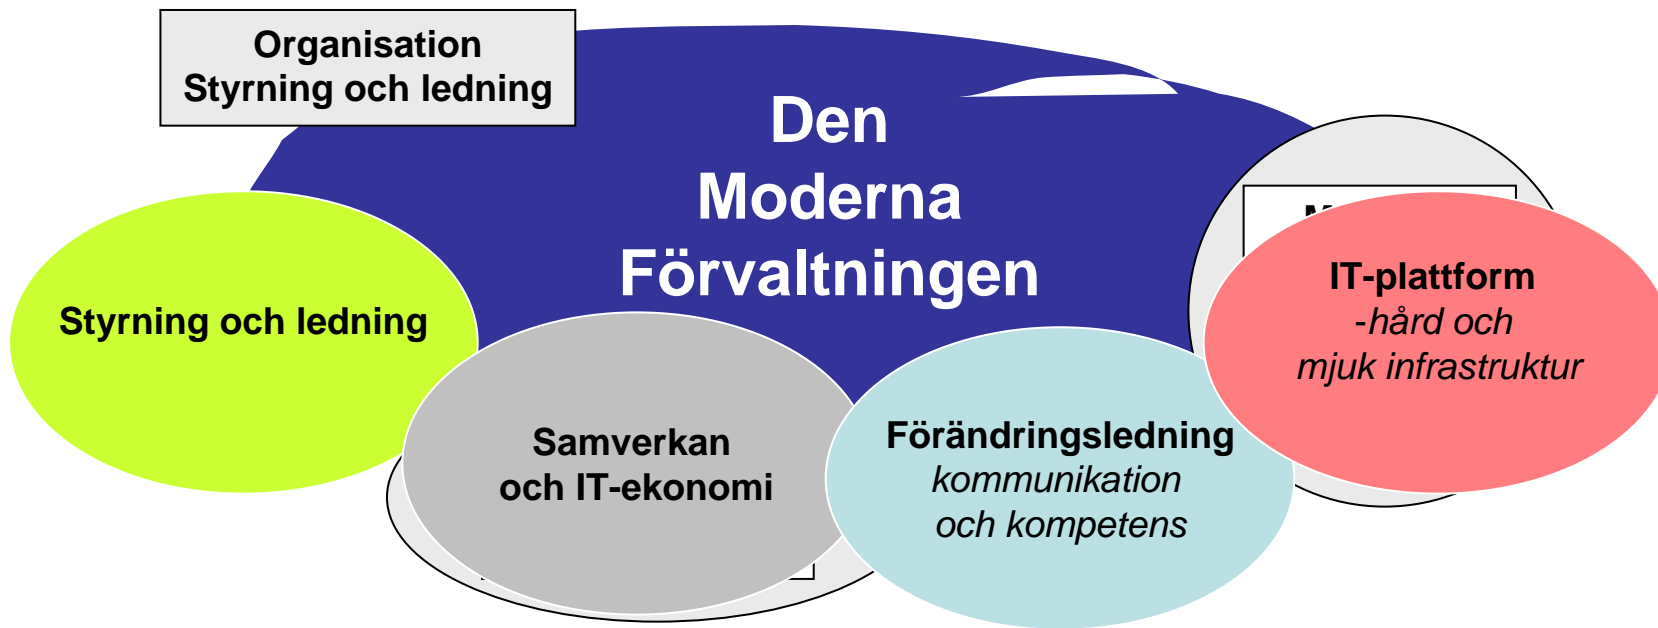 Organisation
Styrning och ledning
Den
Moderna
Förvaltningen
Styrning och ledning
Samverkan
och IT-ekonomi
Förändringsledning
kommunikation
och kompetens
IT-plattform
-hård och
mjuk infrastruktur